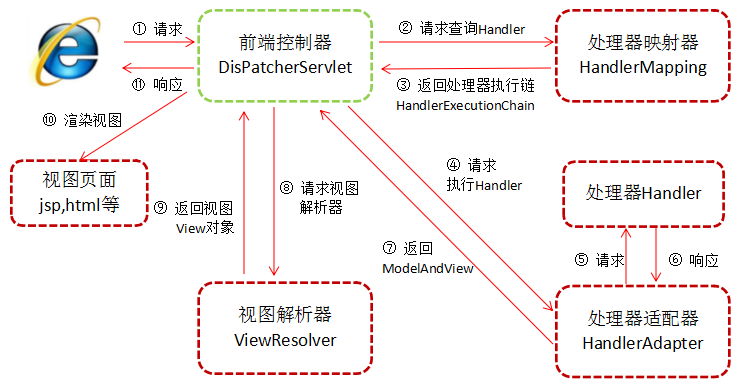 ① 请求
⑪ 响应
前端控制器
DisPatcherServlet
② 请求查询Handler
③ 返回处理器执行链
HandlerExecutionChain
处理器映射器
HandlerMapping
⑩ 渲染视图
视图页面
jsp,html等
⑨ 返回视图
View对象
⑧ 请求视图
解析器
④ 请求
执行Handler
⑦ 返回
ModelAndView
处理器Handler
⑤ 请求
⑥ 响应
视图解析器
ViewResolver
处理器适配器
HandlerAdapter